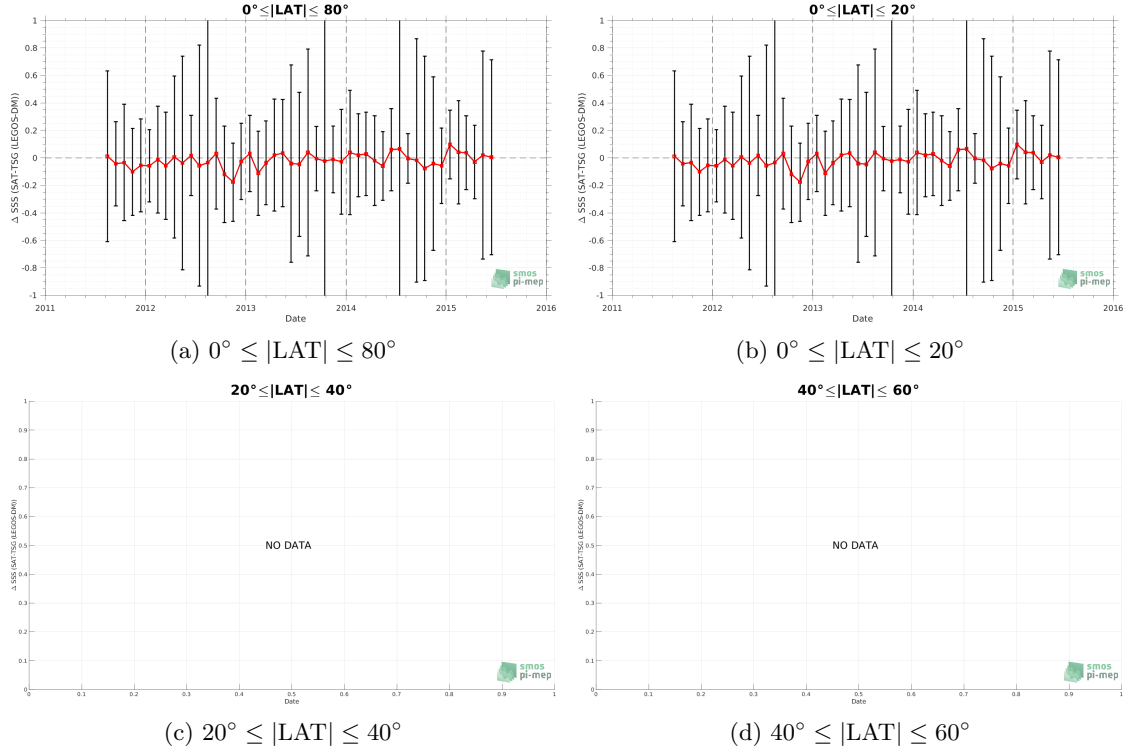 0°≤|LAT|≤ 80°
Δ SSS (SAT-TSG (LEGOS-DM))
1
0.8
0.6
0.4
0.2
0
-0.2
-0.4
-0.6
-0.8
-1
2011 2012 2013 2014 2015 2016
Date
smos
pi-mep
(a) 0° ≤ |LAT| ≤ 80°
0°≤|LAT|≤ 20°
Δ SSS (SAT-TSG (LEGOS-DM))
1
0.8
0.6
0.4
0.2
0
-0.2
-0.4
-0.6
-0.8
-1
2011 2012 2013 2014 2015 2016
Date
smos
pi-mep
(b) 0° ≤ |LAT| ≤ 20°
20°≤|LAT|≤ 40°
Δ SSS (SAT-TSG (LEGOS-DM))
1
0.9
0.8
0.7
0.6
0.5
0.4
0.3
0.2
0.1
0
NO DATA
0 0.1 0.2 0.3 0.4 0.5 0.6 0.7 0.8 0.9 1
Date
smos
pi-mep
(c) 20° ≤ |LAT| ≤ 40°
40°≤|LAT|≤ 60°
Δ SSS (SAT-TSG (LEGOS-DM))
1
0.9
0.8
0.7
0.6
0.5
0.4
0.3
0.2
0.1
0
NO DATA
0 0.1 0.2 0.3 0.4 0.5 0.6 0.7 0.8 0.9 1
Date
smos
pi-mep
(d) 40° ≤ |LAT| ≤ 60°